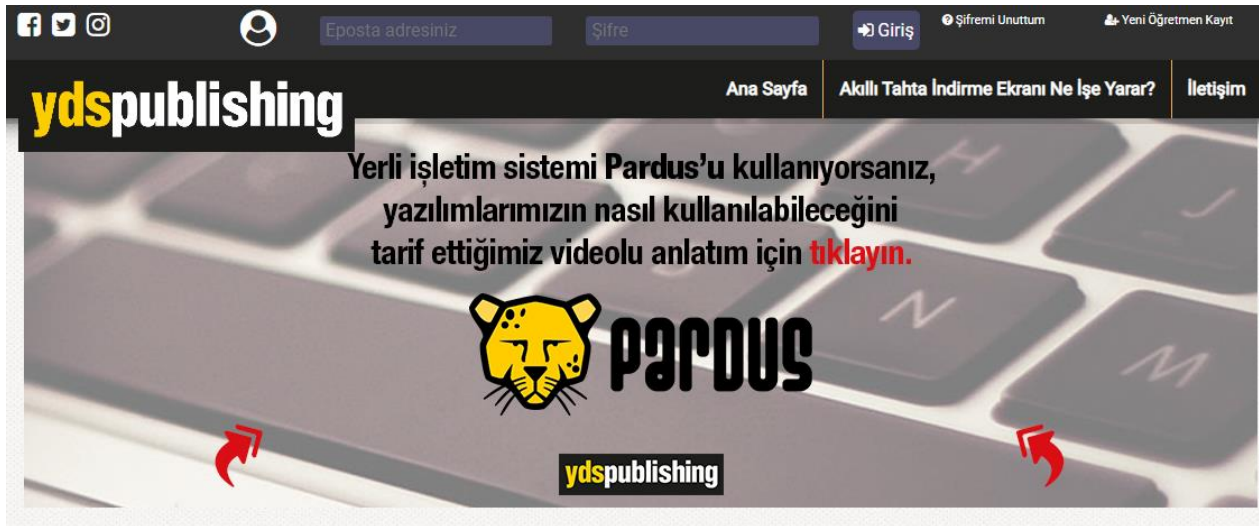 Eposta adresiniz
Şifre
Giriş
Şifremi Unuttum
Yeni Öğretmen Kayıt
ydspublishing
Ana Sayfa
Akıllı Tahta İndirme Ekranı Ne İşe Yarar?
İletişim
Yerli işletim sistemi Pardus'u kullanıyorsanız,
yazılımlarımızın nasıl kullanılabileceğini
tarif ettiğimiz videolu anlatım için tıklayın.
PARDUS
ydspublishing
H
J
N
M